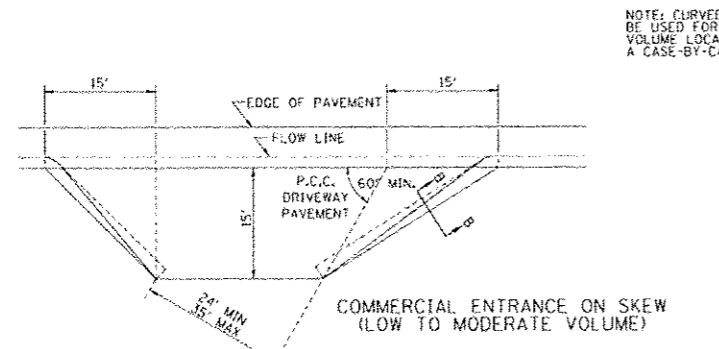 NOTE: CURVED
BE USED FOR
VOLUME LOCA
A CASE-BY-CA
15'
15'
EDGE OF PAVEMENT
FLOW LINE
P.C.C.
DRIVEWAY
PAVEMENT
60° MIN.
B
B
15'
24' MIN
35' MAX
COMMERCIAL ENTRANCE ON SKEW
(LOW TO MODERATE VOLUME)